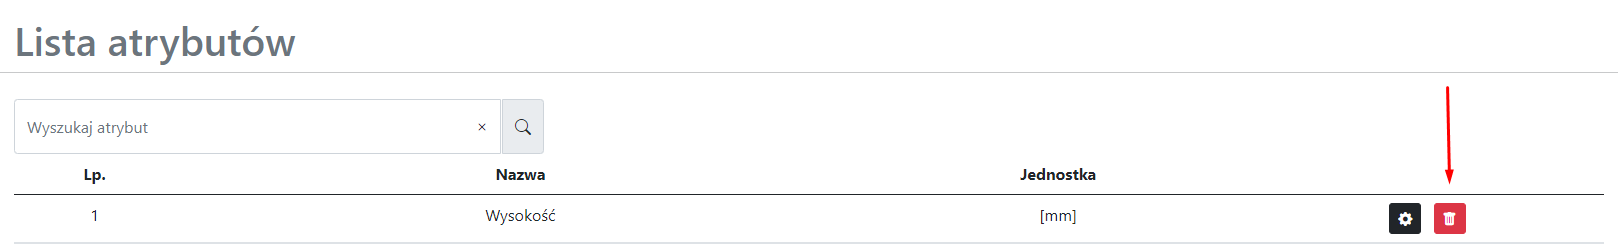 Lista atrybutów
Wyszukaj atrybut
Lp. Nazwa Jednostka
1 Wysokość [mm]